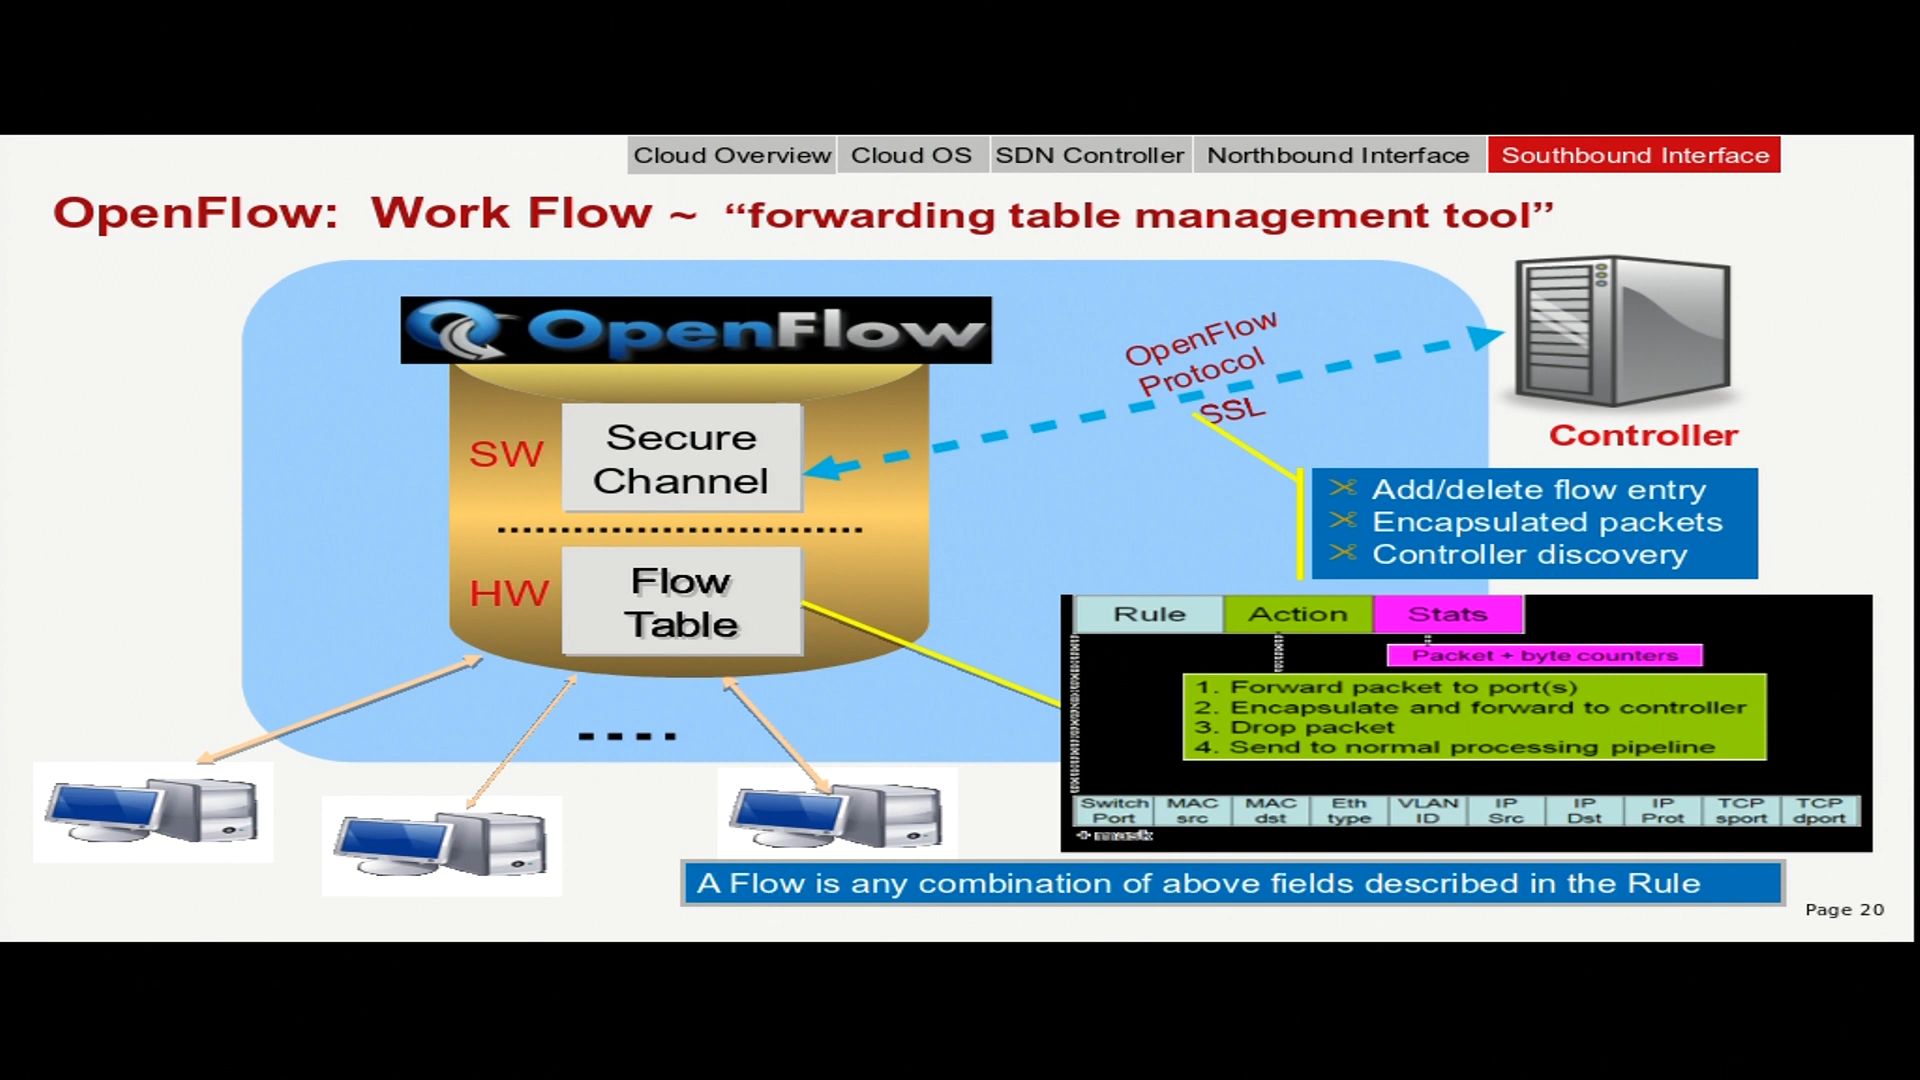 Cloud Overview Cloud OS SDN Controller Northbound Interface Southbound Interface
OpenFlow: Work Flow ~ “forwarding table management tool”
OpenFlow
OpenFlow
Protocol
SSL
Controller
SW
Secure
Channel
Add/delete flow entry
Encapsulated packets
Controller discovery
HW
Flow
Table
Rule Action Stats
Packet + byte counters
1. Forward packet to port(s)
2. Encapsulate and forward to controller
3. Drop packet
4. Send to normal processing pipeline
Switch Port MAC src MAC dst Eth type VLAN ID IP Src IP Dst IP Prot TCP sport TCP dport
+ mask
A Flow is any combination of above fields described in the Rule
Page 20